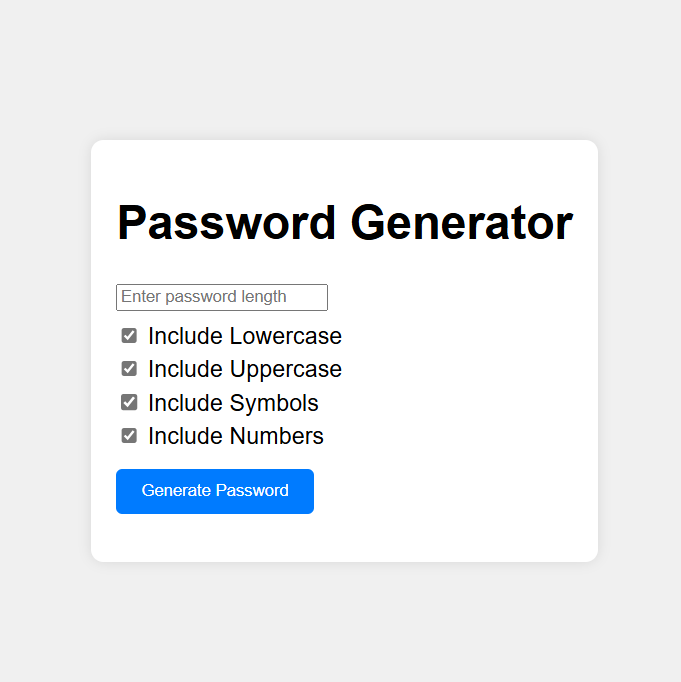 Password Generator
Enter password length
Include Lowercase
Include Uppercase
Include Symbols
Include Numbers
Generate Password